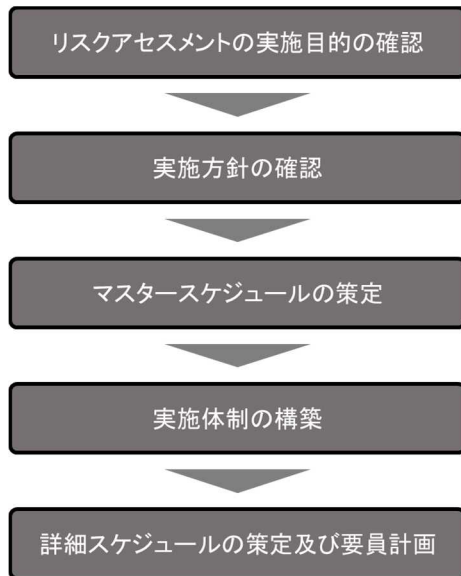 リスクアセスメントの実施目的の確認
実施方針の確認
マスタースケジュールの策定
実施体制の構築
詳細スケジュールの策定及び要員計画